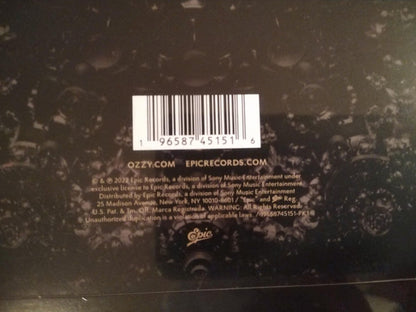 1 96587 45151 6
OZZY.COM EPICRECORDS.COM
© & ℗ 2022 Epic Records, a division of Sony Music Entertainment under
exclusive license to Epic Records, a division of Sony Music Entertainment.
Distributed by Epic Records, a division of Sony Music Entertainment
25 Madison Avenue, New York, NY 10010-8601 / "Epic" and Reg.
U.S. Pat. & Tm. Off. Marca Registrada. WARNING: All Rights Reserved.
Unauthorized duplication is a violation of applicable laws.
Epic